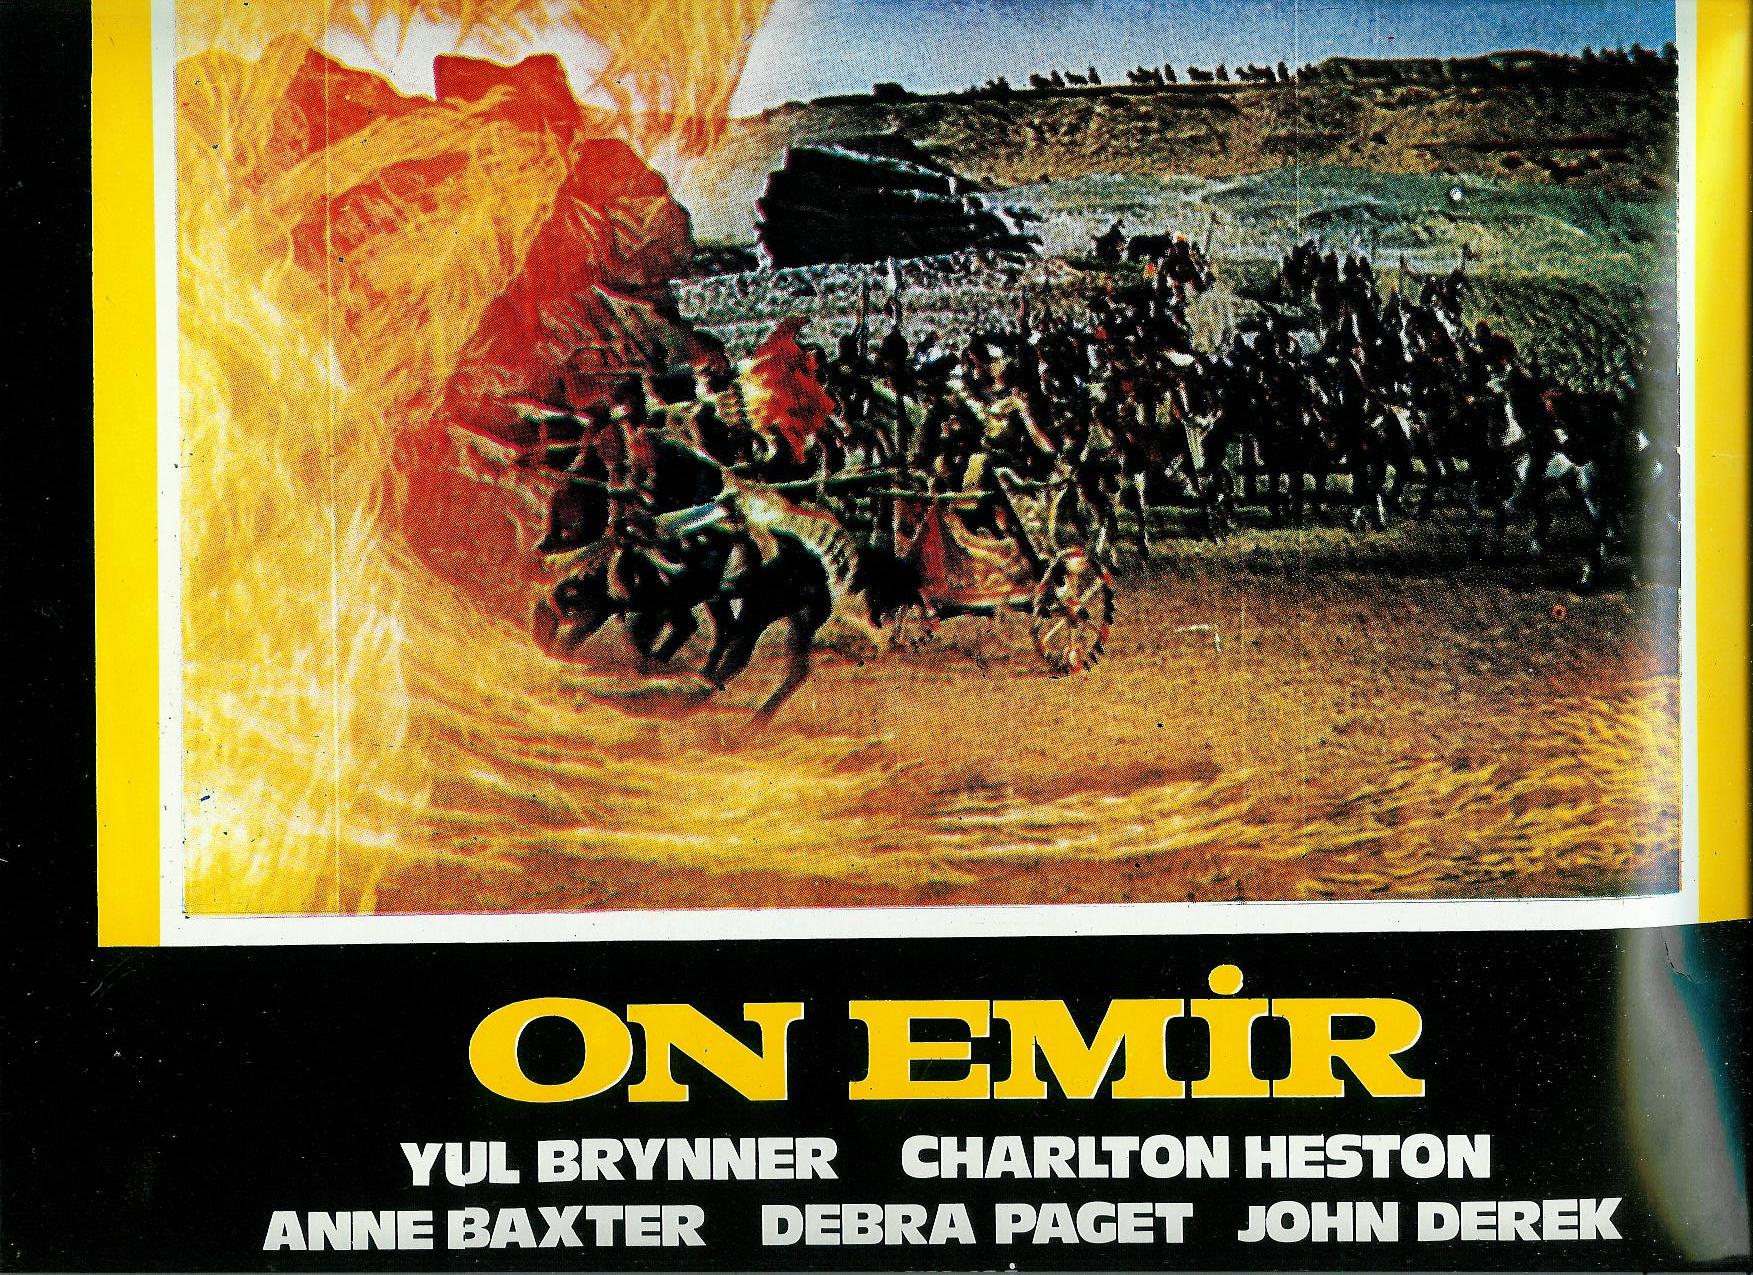 ON EMİR
YUL BRYNNER CHARLTON HESTON
ANNE BAXTER DEBRA PAGET JOHN DEREK